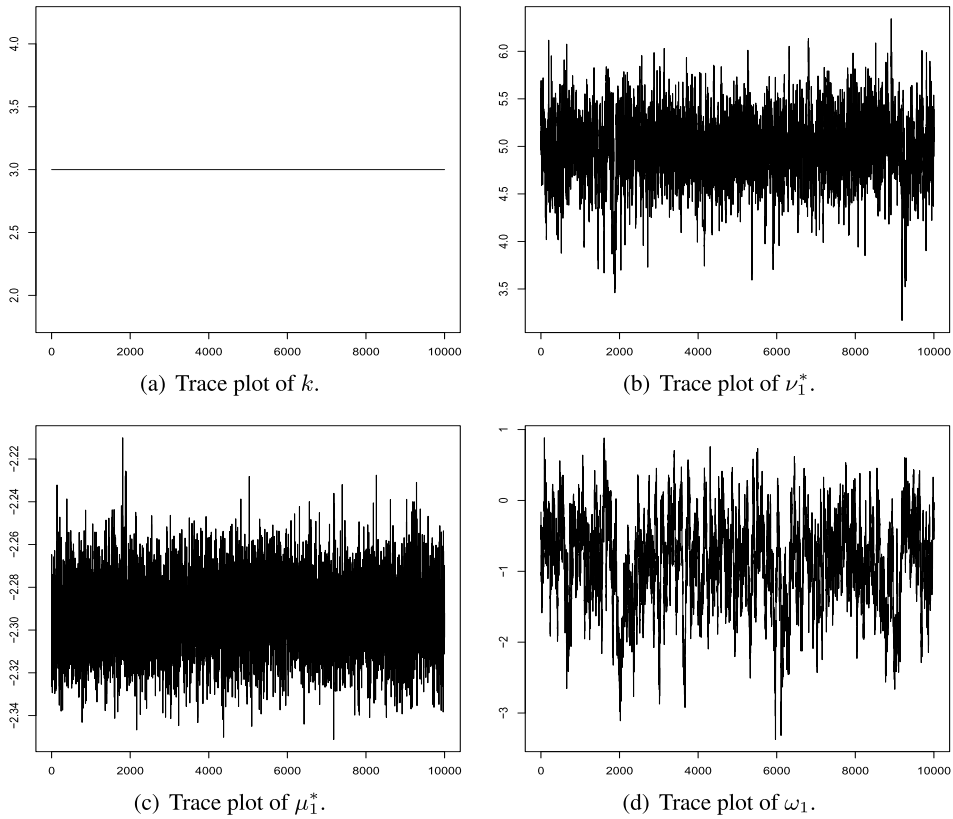 4.0
3.5
3.0
2.5
2.0
0 2000 4000 6000 8000 10000
(a) Trace plot of k.
6.0
5.5
5.0
4.5
4.0
3.5
0 2000 4000 6000 8000 10000
(b) Trace plot of ν₁*.
−2.22
−2.24
−2.26
−2.28
−2.30
−2.32
−2.34
0 2000 4000 6000 8000 10000
(c) Trace plot of μ₁*.
1
0
−1
−2
−3
0 2000 4000 6000 8000 10000
(d) Trace plot of ω₁.